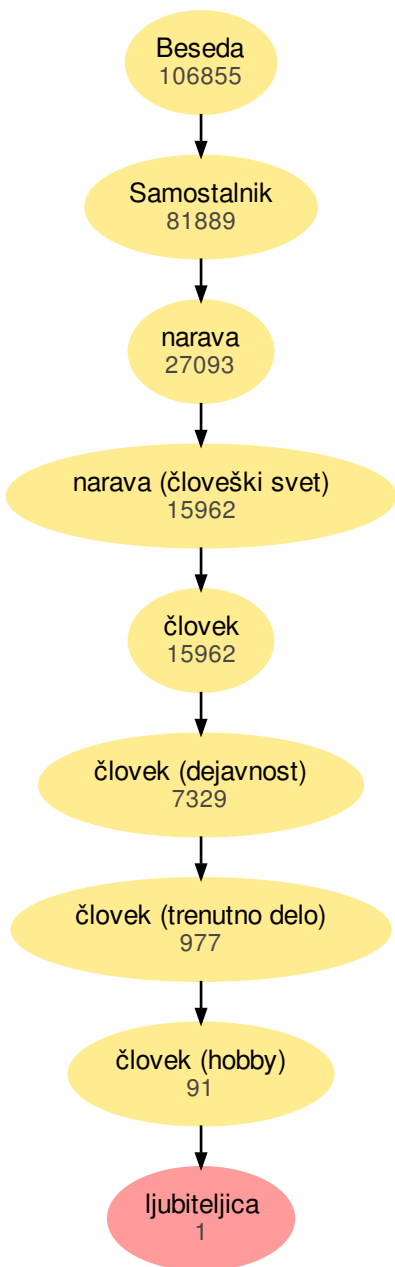 Beseda
106855
Samostalnik
81889
narava
27093
narava (človeški svet)
15962
človek
15962
človek (dejavnost)
7329
človek (trenutno delo)
977
človek (hobby)
91
ljubiteljica
1